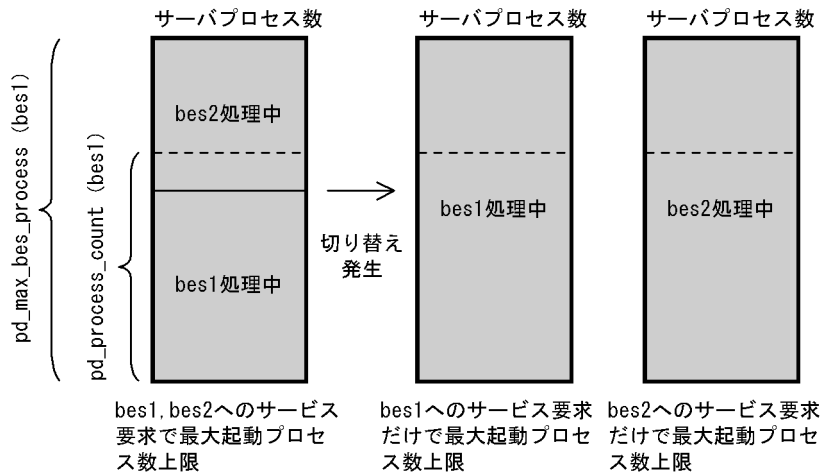 サーバプロセス数
サーバプロセス数
サーバプロセス数
pd_max_bes_process (bes1)
pd_process_count (bes1)
bes2処理中
bes1処理中
切り替え
発生
bes1処理中
bes2処理中
bes1,bes2へのサービス
要求で最大起動プロセ
ス数上限
bes1へのサービス要求
だけで最大起動プロセ
ス数上限
bes2へのサービス要求
だけで最大起動プロセ
ス数上限